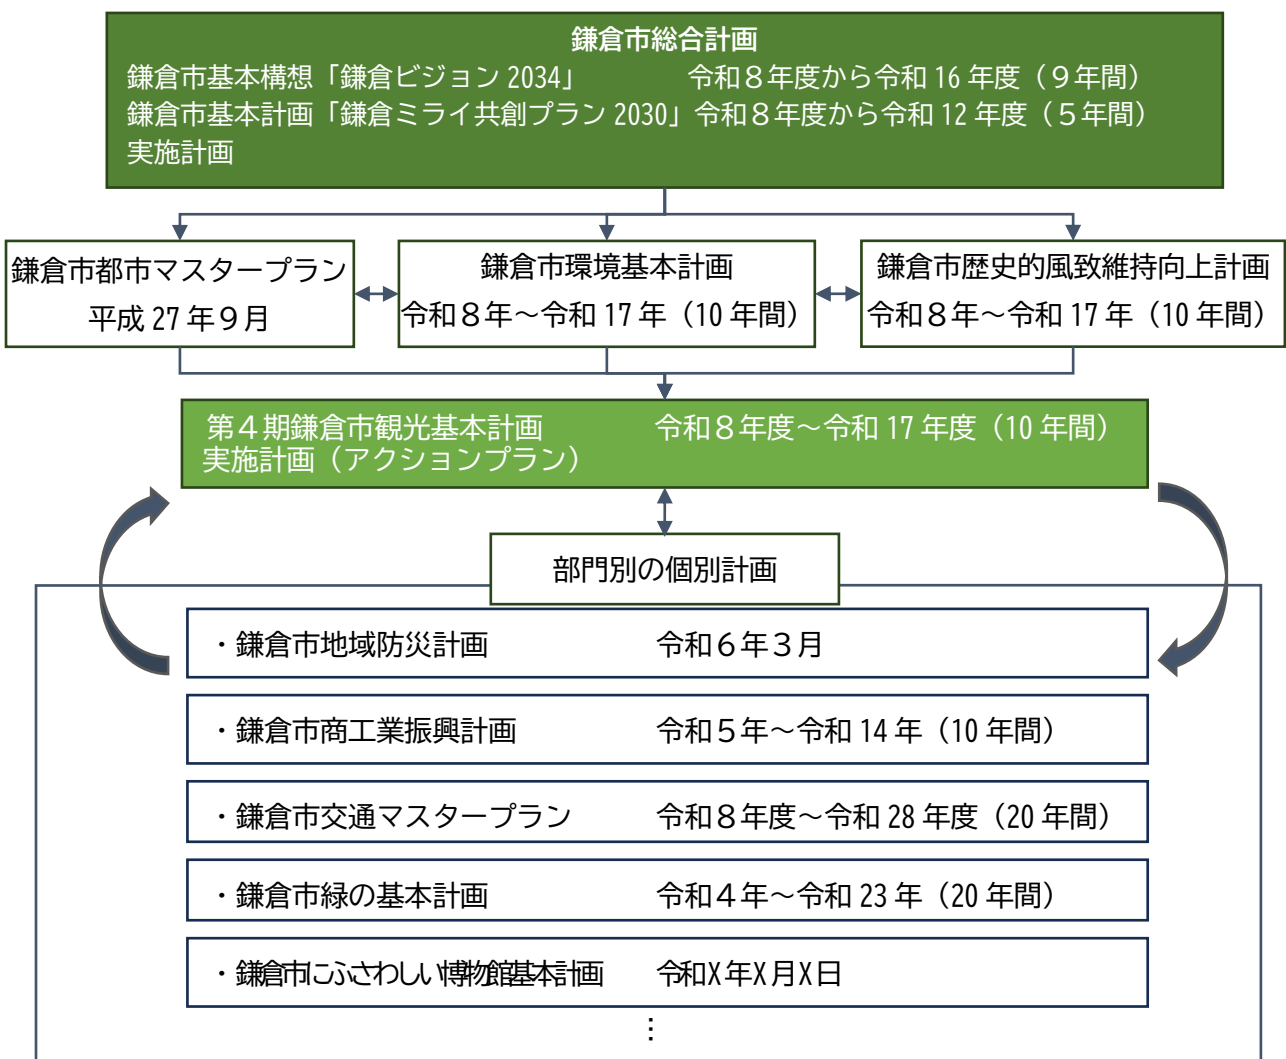 鎌倉市総合計画
鎌倉市基本構想「鎌倉ビジョン 2034」　令和８年度から令和 16 年度（９年間）
鎌倉市基本計画「鎌倉ミライ共創プラン 2030」令和８年度から令和 12 年度（５年間）
実施計画
鎌倉市都市マスタープラン
平成 27 年９月
鎌倉市環境基本計画
令和８年～令和 17 年（10 年間）
鎌倉市歴史的風致維持向上計画
令和８年～令和 17 年（10 年間）
第４期鎌倉市観光基本計画　令和８年度～令和 17 年度（10 年間）
実施計画（アクションプラン）
部門別の個別計画
・鎌倉市地域防災計画　令和６年３月
・鎌倉市商工業振興計画　令和５年～令和 14 年（10 年間）
・鎌倉市交通マスタープラン　令和８年度～令和 28 年度（20 年間）
・鎌倉市緑の基本計画　令和４年～令和 23 年（20 年間）
・鎌倉市にふさわしい博物館基本計画　令和X年X月X日
…